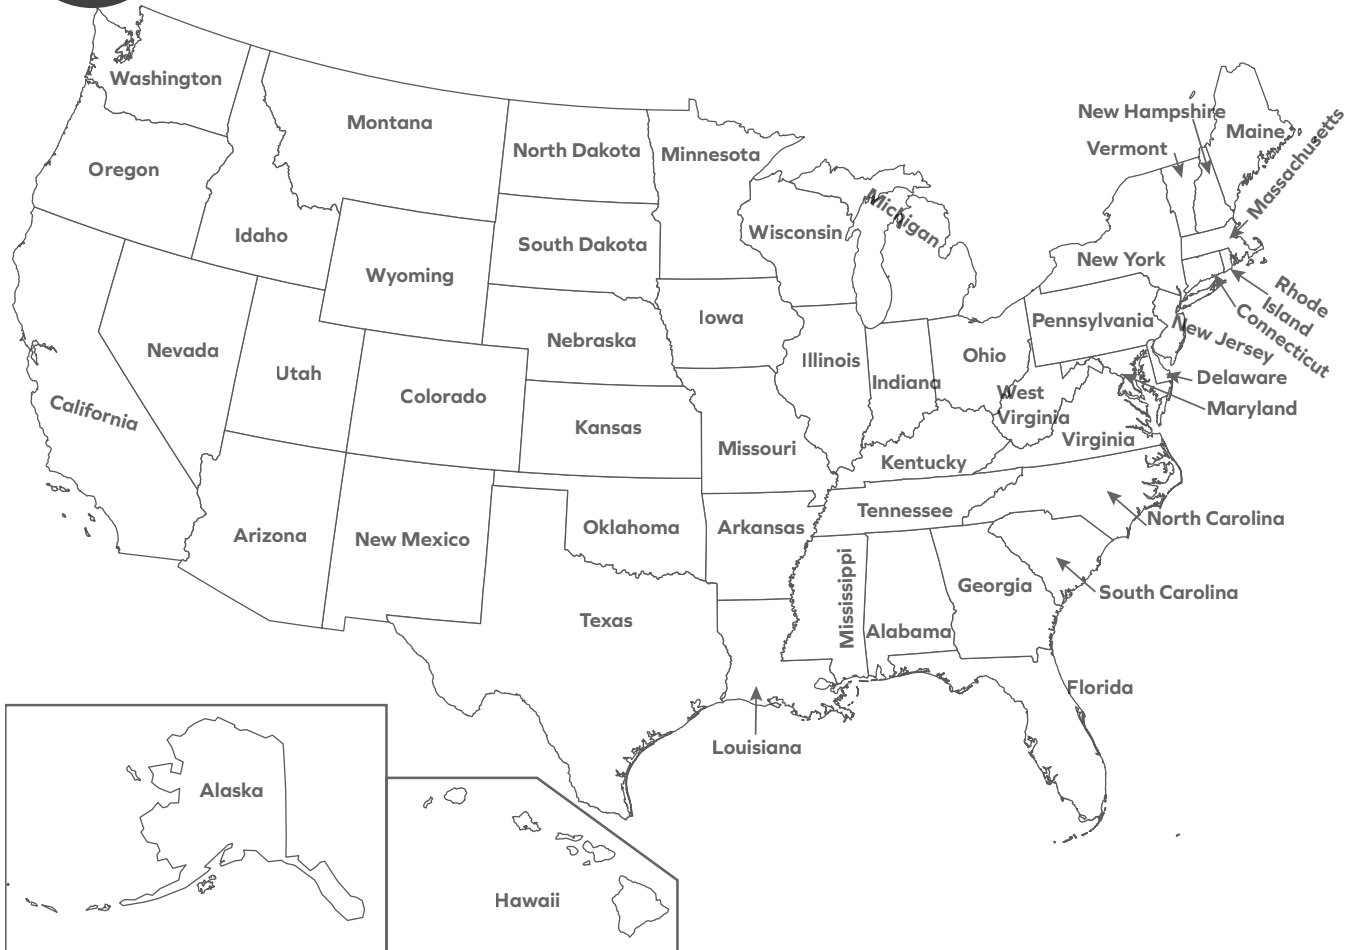 Washington
Montana
North Dakota
Minnesota
New Hampshire
Maine
Vermont
Massachusetts
Oregon
Idaho
Wyoming
South Dakota
Wisconsin
Michigan
New York
Rhode
Island
Connecticut
Nevada
Utah
Colorado
Nebraska
Iowa
Illinois
Indiana
Ohio
Pennsylvania
New Jersey
Delaware
Maryland
California
Kansas
Missouri
Kentucky
West
Virginia
Virginia
Arizona
New Mexico
Oklahoma
Arkansas
Tennessee
North Carolina
South Carolina
Texas
Mississippi
Alabama
Georgia
Florida
Louisiana
Alaska
Hawaii